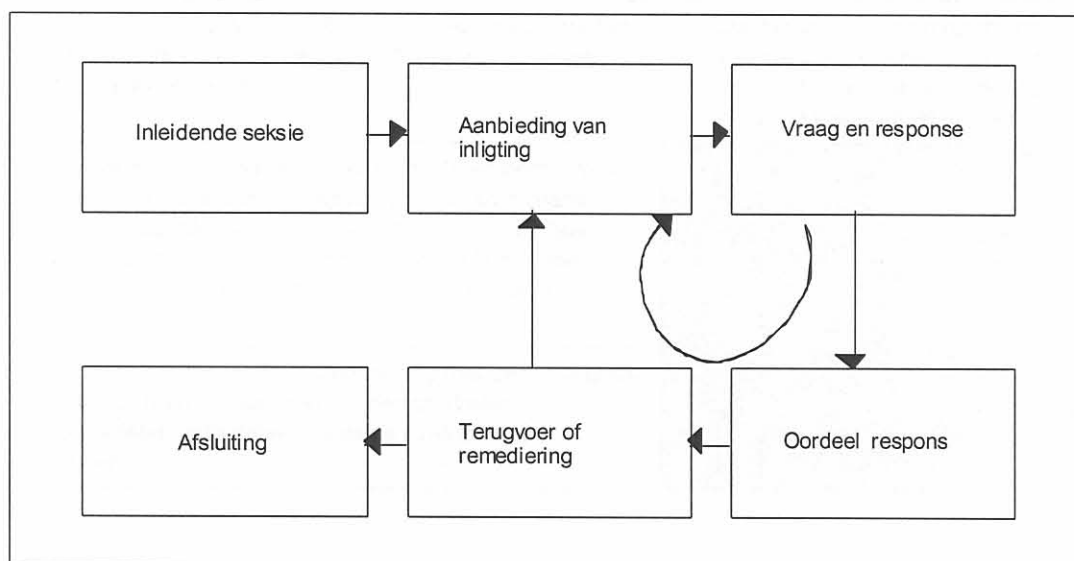 Inleidende seksie
Aanbieding van
inligting
Vraag en response
Afsluiting
Terugvoer of
remediering
Oordeel respons